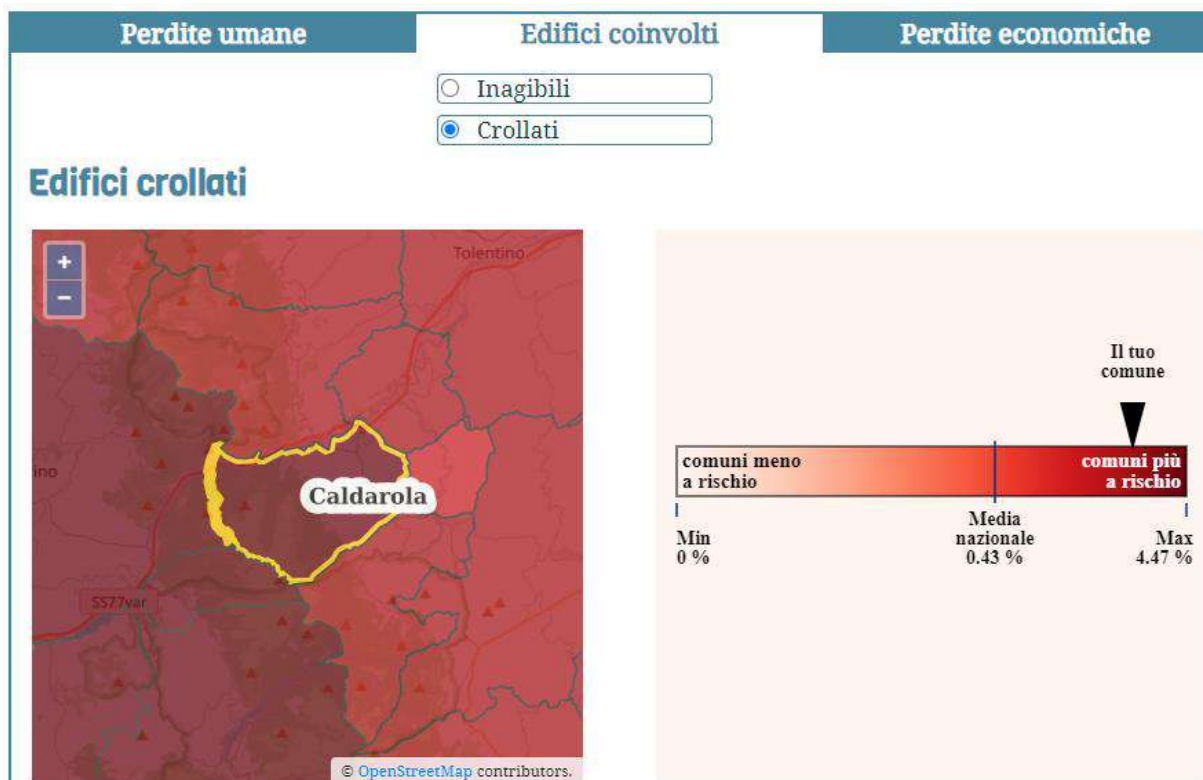 Perdite umane
Edifici coinvolti
Perdite economiche
Inagibili
Crollati
Edifici crollati
+
−
Tolentino
ino
Caldarola
SS77var
© OpenStreetMap contributors.
Il tuo
comune
comuni meno
a rischio
comuni più
a rischio
Min
0 %
Media
nazionale
0.43 %
Max
4.47 %